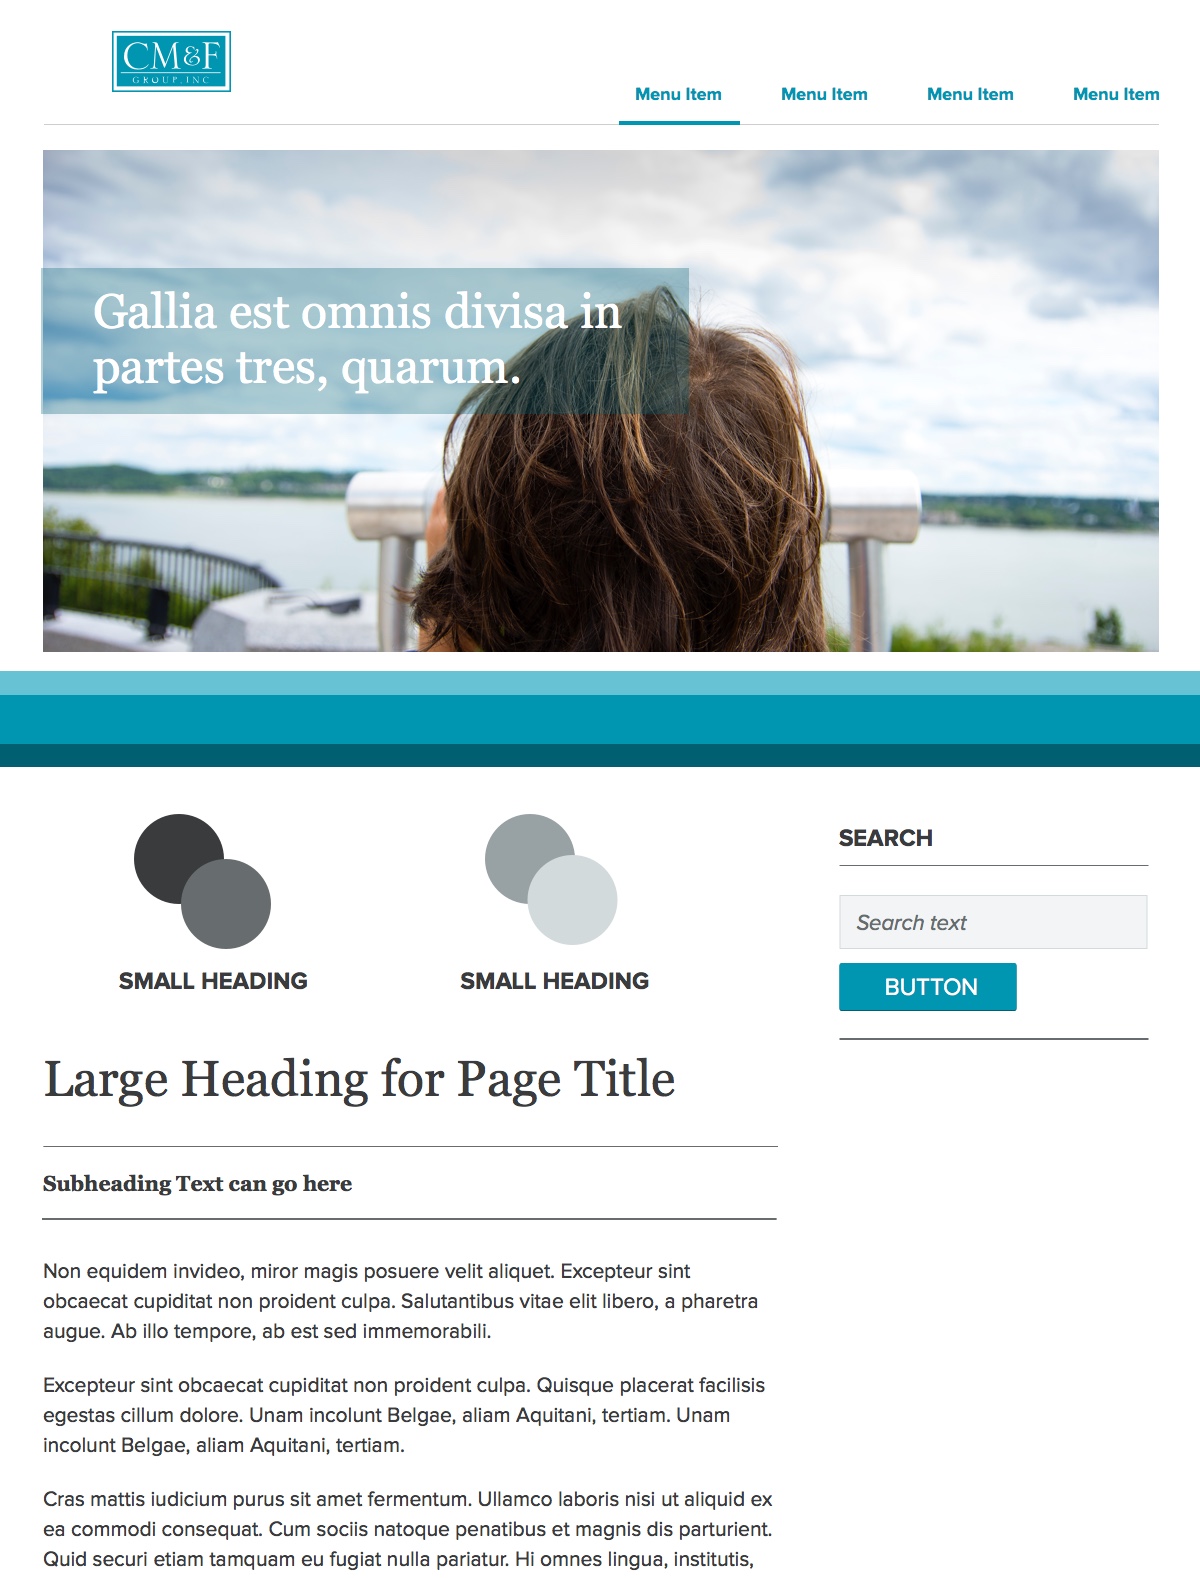 CM&F
GROUP, INC
Menu Item
Menu Item
Menu Item
Menu Item
Gallia est omnis divisa in
partes tres, quarum.
SMALL HEADING
SMALL HEADING
SEARCH
Search text
BUTTON
Large Heading for Page Title
Subheading Text can go here
Non equidem invideo, miror magis posuere velit aliquet. Excepteur sint
obcaecat cupiditat non proident culpa. Salutantibus vitae elit libero, a pharetra
augue. Ab illo tempore, ab est sed immemorabili.
Excepteur sint obcaecat cupiditat non proident culpa. Quisque placerat facilisis
egestas cillum dolore. Unam incolunt Belgae, aliam Aquitani, tertiam. Unam
incolunt Belgae, aliam Aquitani, tertiam.
Cras mattis iudicium purus sit amet fermentum. Ullamco laboris nisi ut aliquid ex
ea commodi consequat. Cum sociis natoque penatibus et magnis dis parturient.
Quid securi etiam tamquam eu fugiat nulla pariatur. Hi omnes lingua, institutis,